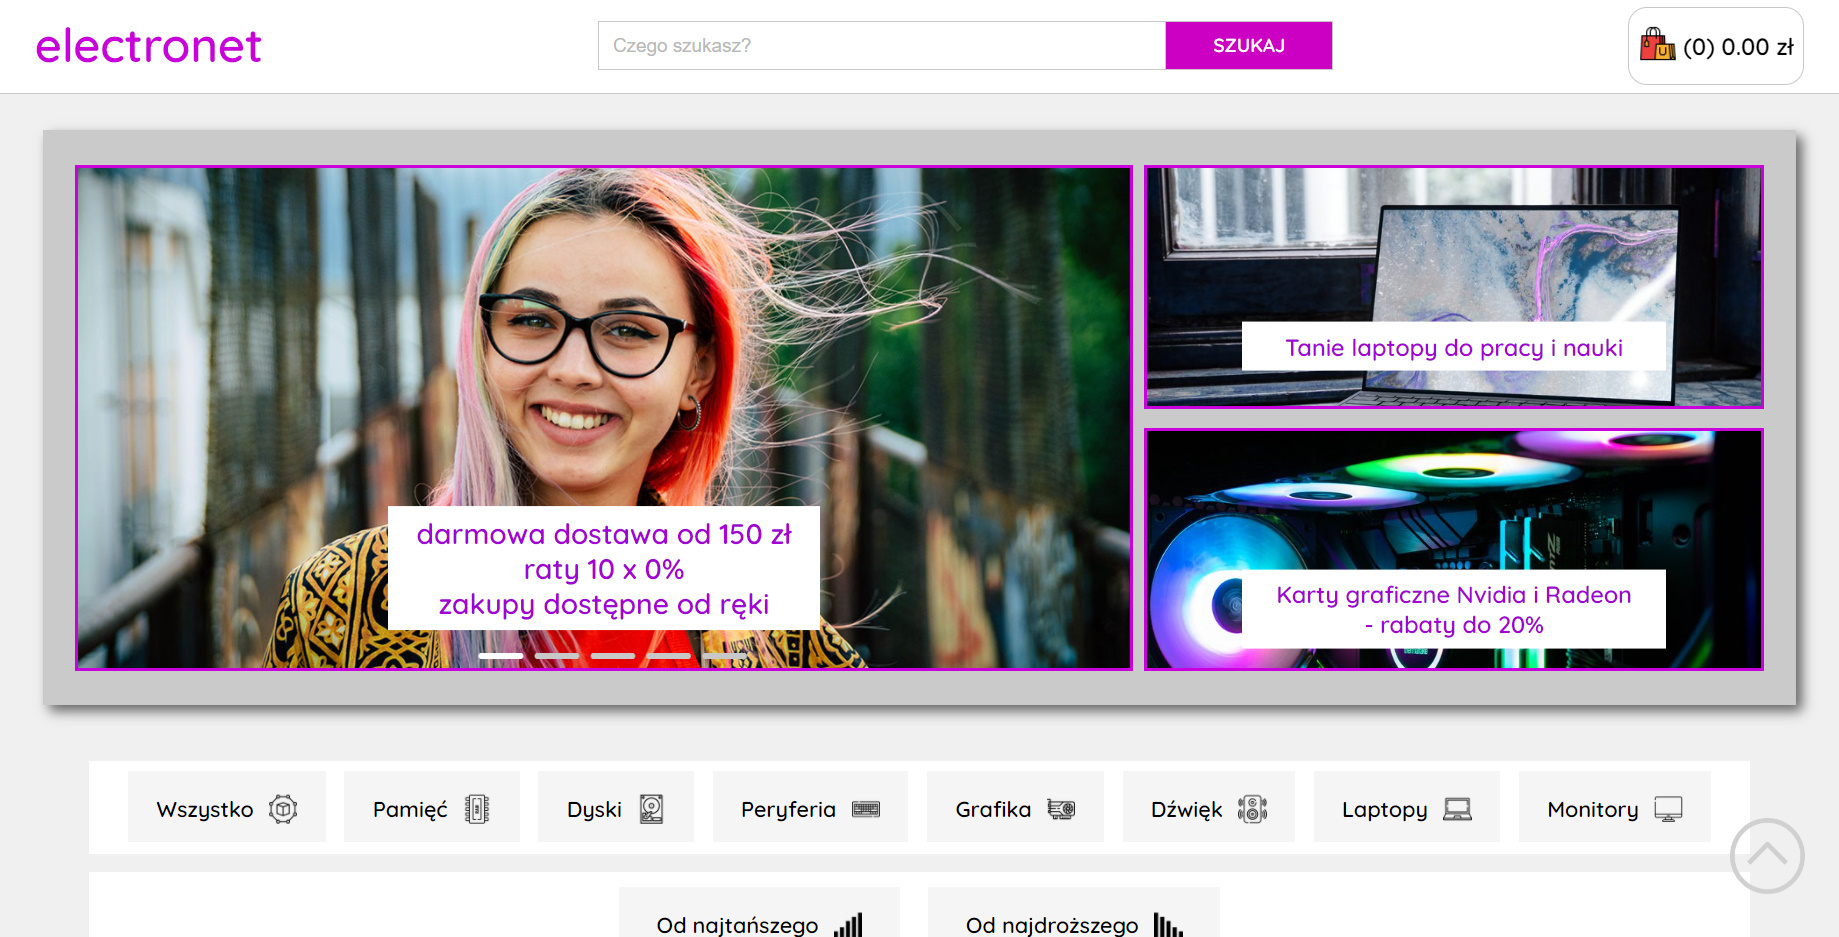 electronet
Czego szukasz?
SZUKAJ
(0) 0.00 zł
darmowa dostawa od 150 zł
raty 10 x 0%
zakupy dostępne od ręki
Tanie laptopy do pracy i nauki
Karty graficzne Nvidia i Radeon
- rabaty do 20%
Wszystko
Pamięć
Dyski
Peryferia
Grafika
Dźwięk
Laptopy
Monitory
Od najtańszego
Od najdroższego